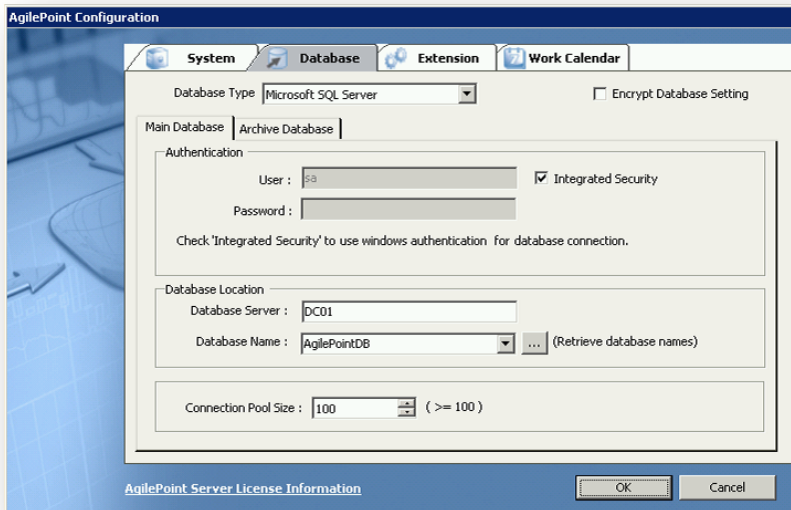 AgilePoint Configuration
System Database Extension Work Calendar
Database Type Microsoft SQL Server Encrypt Database Setting
Main Database Archive Database
Authentication
User : sa Integrated Security
Password :
Check 'Integrated Security' to use windows authentication for database connection.
Database Location
Database Server : DC01
Database Name : AgilePointDB ... (Retrieve database names)
Connection Pool Size : 100 ( >= 100 )
AgilePoint Server License Information OK Cancel